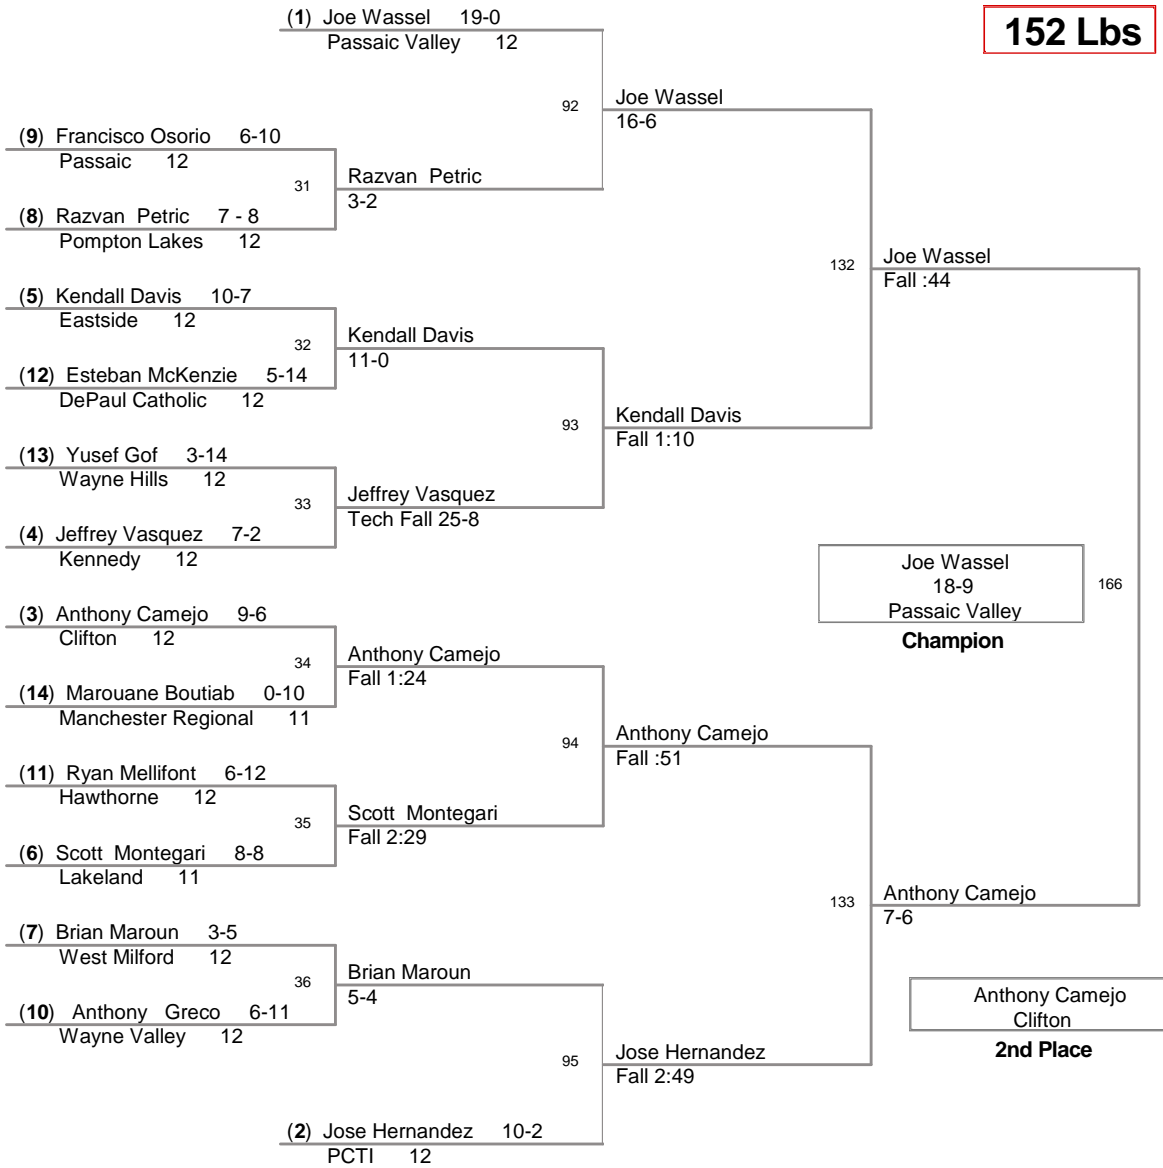 (1) Joe Wassel 19-0
Passaic Valley 12
152 Lbs
92
Joe Wassel
16-6
(9) Francisco Osorio 6-10
Passaic 12
31
Razvan Petric
3-2
(8) Razvan Petric 7 - 8
Pompton Lakes 12
132
Joe Wassel
Fall :44
(5) Kendall Davis 10-7
Eastside 12
32
Kendall Davis
11-0
(12) Esteban McKenzie 5-14
DePaul Catholic 12
93
Kendall Davis
Fall 1:10
(13) Yusef Gof 3-14
Wayne Hills 12
33
Jeffrey Vasquez
Tech Fall 25-8
(4) Jeffrey Vasquez 7-2
Kennedy 12
Joe Wassel
18-9
Passaic Valley
166
Champion
(3) Anthony Camejo 9-6
Clifton 12
34
Anthony Camejo
Fall 1:24
(14) Marouane Boutiab 0-10
Manchester Regional 11
94
Anthony Camejo
Fall :51
(11) Ryan Mellifont 6-12
Hawthorne 12
35
Scott Montegari
Fall 2:29
(6) Scott Montegari 8-8
Lakeland 11
133
Anthony Camejo
7-6
(7) Brian Maroun 3-5
West Milford 12
36
Brian Maroun
5-4
(10) Anthony Greco 6-11
Wayne Valley 12
Anthony Camejo
Clifton
2nd Place
95
Jose Hernandez
Fall 2:49
(2) Jose Hernandez 10-2
PCTI 12